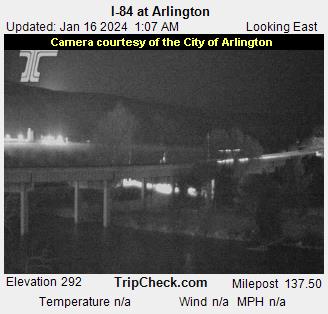 I-84 at Arlington
Updated: Jan 16 2024 1:07 AM Looking East
Camera courtesy of the City of Arlington
Elevation 292 TripCheck.com Milepost 137.50
Temperature n/a Wind n/a MPH n/a